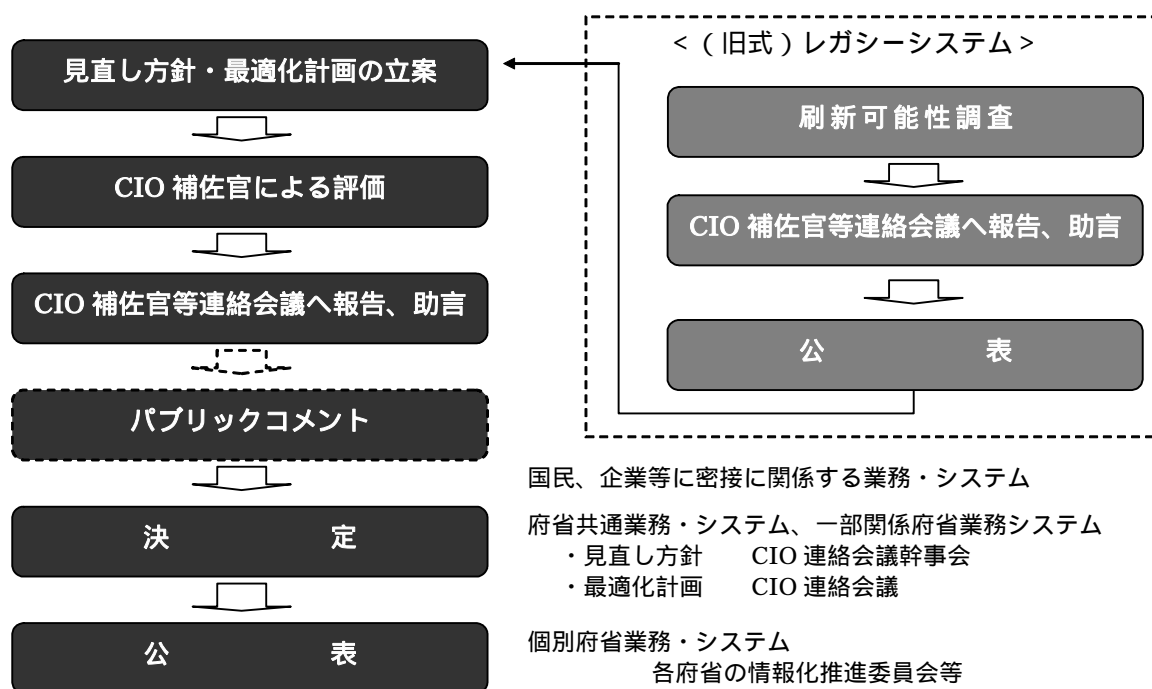 見直し方針・最適化計画の立案
CIO 補佐官による評価
CIO 補佐官等連絡会議へ報告、助言
パブリックコメント
決 定
公 表
<（旧式）レガシーシステム>
刷新可能性調査
CIO 補佐官等連絡会議へ報告、助言
公 表
国民、企業等に密接に関係する業務・システム
府省共通業務・システム、一部関係府省業務システム
・見直し方針 CIO 連絡会議幹事会
・最適化計画 CIO 連絡会議
個別府省業務・システム
各府省の情報化推進委員会等